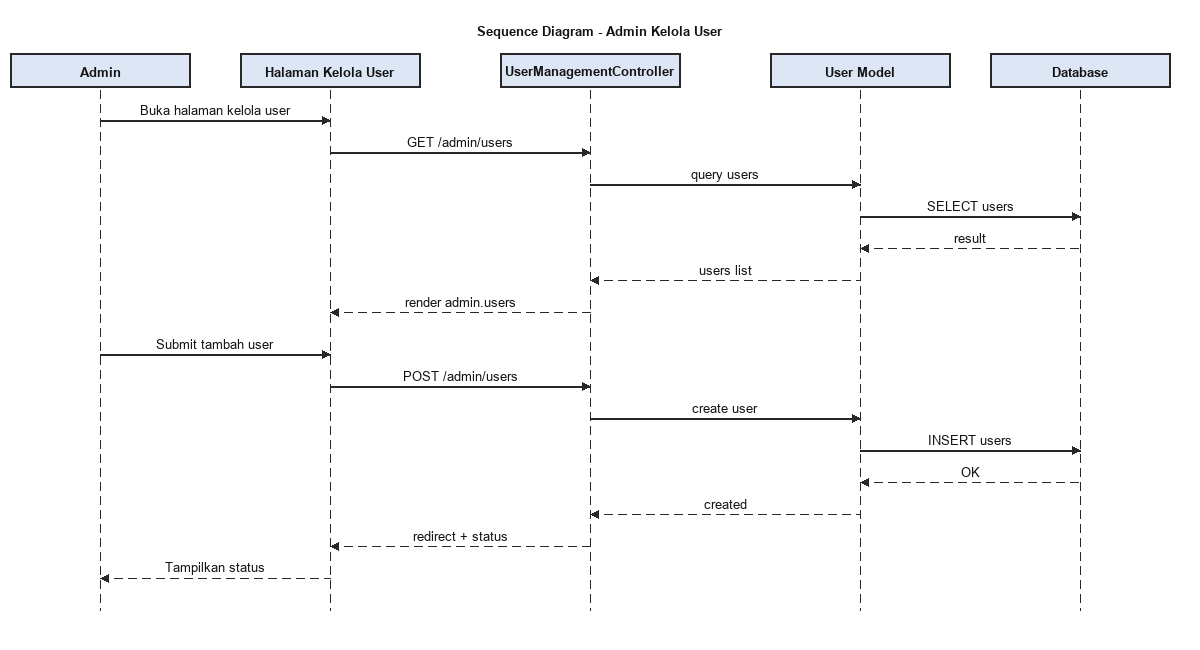 Sequence Diagram - Admin Kelola User
Admin
Halaman Kelola User
UserManagementController
User Model
Database
Buka halaman kelola user
GET /admin/users
query users
SELECT users
result
users list
render admin.users
Submit tambah user
POST /admin/users
create user
INSERT users
OK
created
redirect + status
Tampilkan status